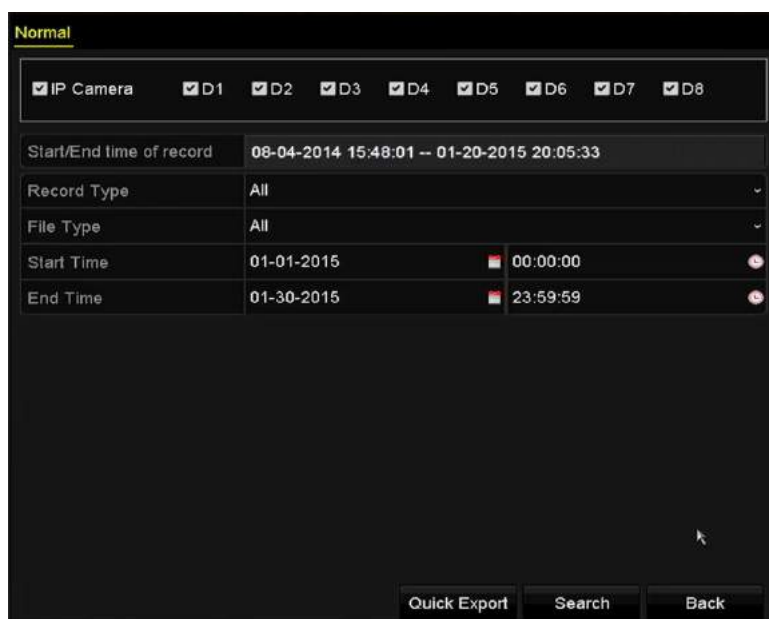 Normal
IP Camera D1 D2 D3 D4 D5 D6 D7 D8
Start/End time of record 08-04-2014 15:48:01 -- 01-20-2015 20:05:33
Record Type All
File Type All
Start Time 01-01-2015 00:00:00
End Time 01-30-2015 23:59:59
Quick Export Search Back